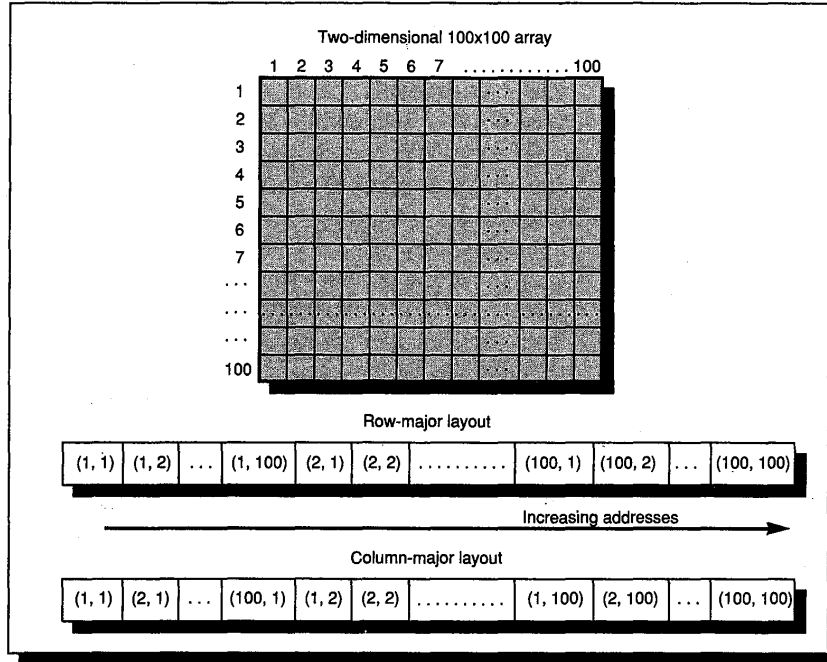 Two-dimensional 100x100 array
1 2 3 4 5 6 7 . . . . . . . . . . . . 100
1 . . .
2 . . .
3 . . .
4 . . .
5 . . .
6 . . .
7 . . .
. . . . . .
. . . . . . . . . . . . . . . . . . . . . . . . . . . . . . . . . . . .
. . . . . .
100 . . .
Row-major layout
(1, 1) (1, 2) . . . (1, 100) (2, 1) (2, 2) . . . . . . . . . . (100, 1) (100, 2) . . . (100, 100)
Increasing addresses
Column-major layout
(1, 1) (2, 1) . . . (100, 1) (1, 2) (2, 2) . . . . . . . . . . (1, 100) (2, 100) . . . (100, 100)